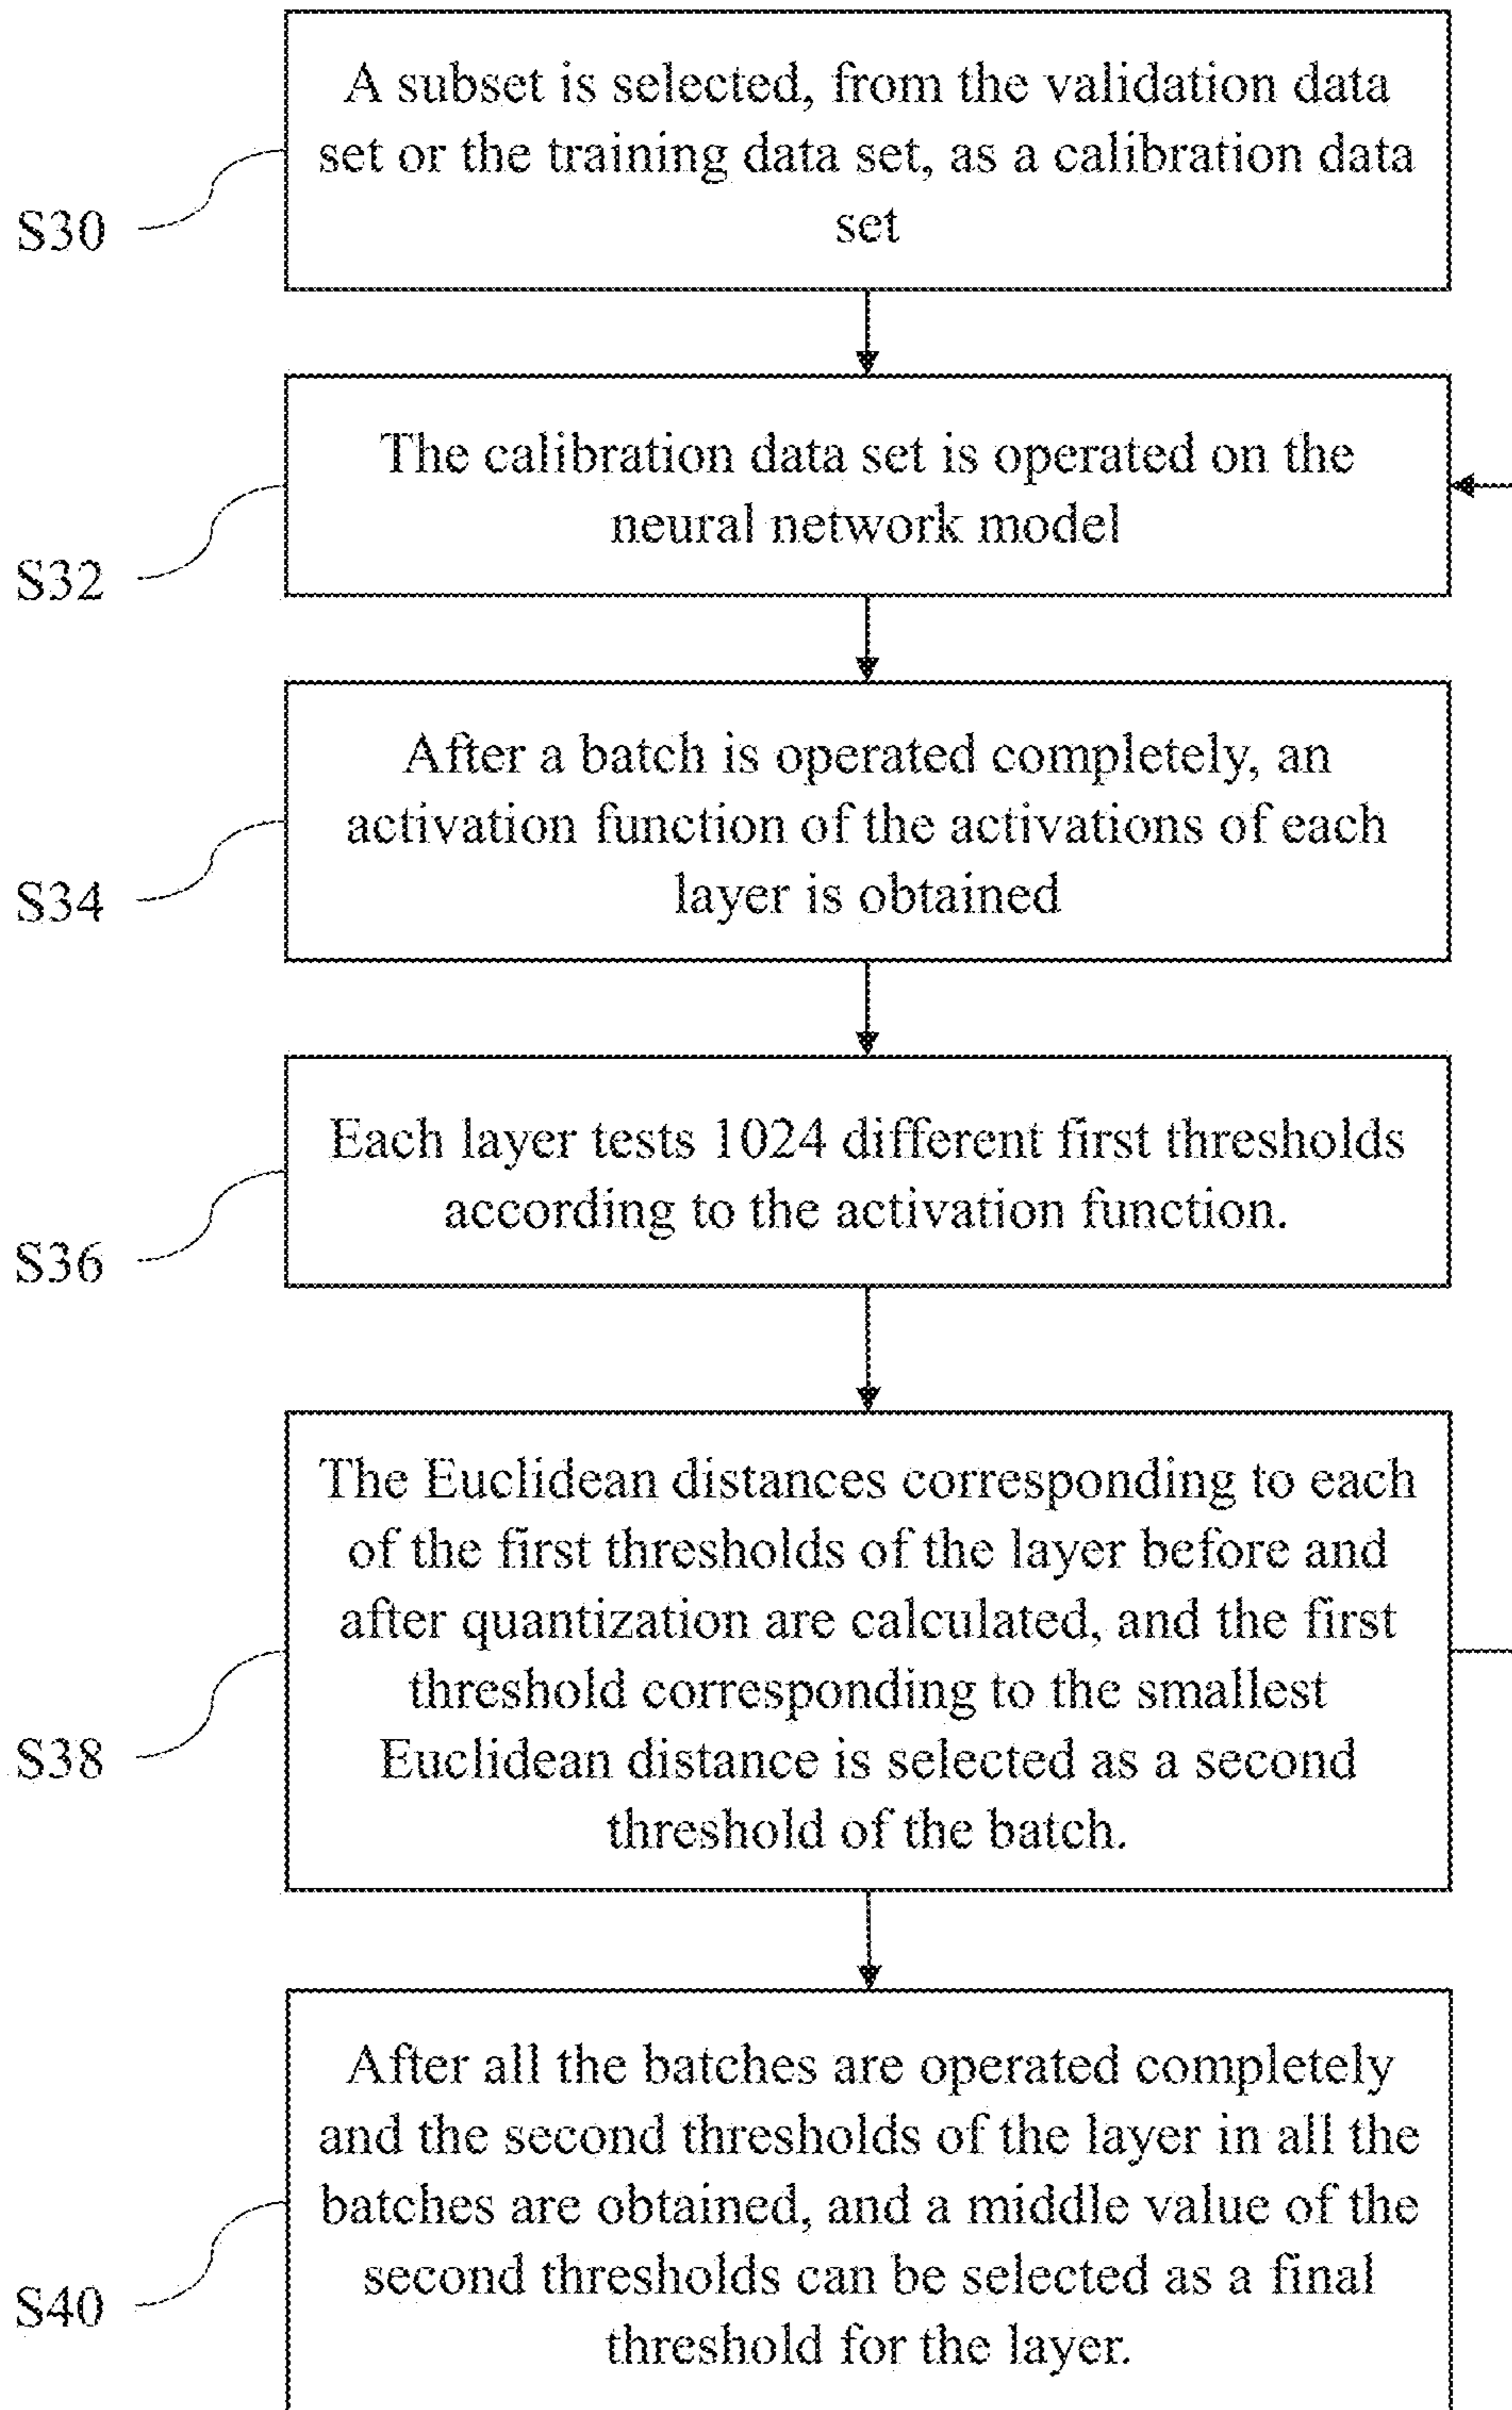 A subset is selected, from the validation data
set or the training data set, as a calibration data
set
S30
The calibration data set is operated on the
neural network model
S32
After a batch is operated completely, an
activation function of the activations of each
layer is obtained
S34
Each layer tests 1024 different first thresholds
according to the activation function.
S36
The Euclidean distances corresponding to each
of the first thresholds of the layer before and
after quantization are calculated, and the first
threshold corresponding to the smallest
Euclidean distance is selected as a second
threshold of the batch.
S38
After all the batches are operated completely
and the second thresholds of the layer in all the
batches are obtained, and a middle value of the
second thresholds can be selected as a final
threshold for the layer.
S40